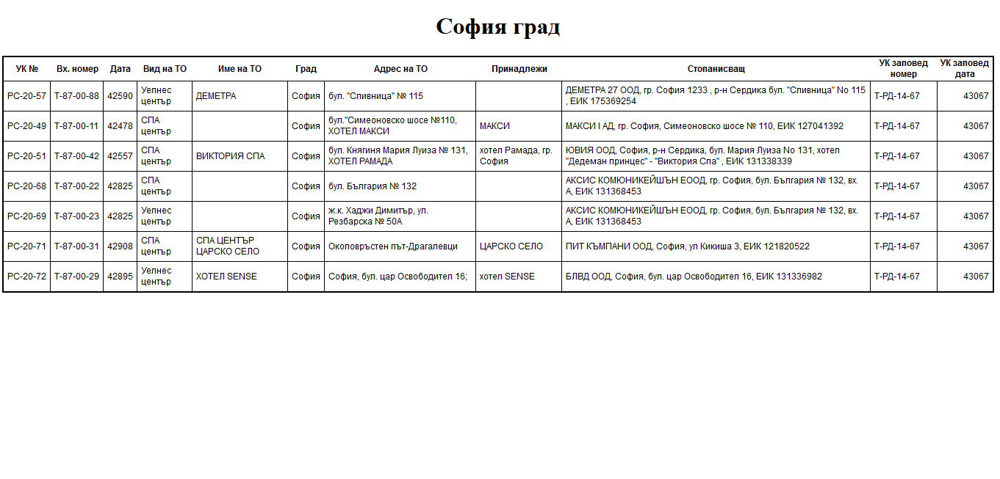 София град
УК № Вх. номер Дата Вид на ТО Име на ТО Град Адрес на ТО Принадлежи Стопанисващ УК заповед номер УК заповед дата
РС-20-57 Т-87-00-88 42590 Уелнес център ДЕМЕТРА София бул. "Сливница" № 115 ДЕМЕТРА 27 ООД, гр. София 1233 , р-н Сердика бул. "Сливница" No 115 , ЕИК 175369254 Т-РД-14-67 43067
РС-20-49 Т-87-00-11 42478 СПА център София бул."Симеоновско шосе №110, ХОТЕЛ МАКСИ МАКСИ МАКСИ I АД, гр. София, Симеоновско шосе № 110, ЕИК 127041392 Т-РД-14-67 43067
РС-20-51 Т-87-00-42 42557 СПА център ВИКТОРИЯ СПА София бул. Княгиня Мария Луиза № 131, ХОТЕЛ РАМАДА хотел Рамада, гр. София ЮВИЯ ООД, София, р-н Сердика, бул. Мария Луиза No 131, хотел "Дедеман принцес" - "Виктория Спа" , ЕИК 131338339 Т-РД-14-67 43067
РС-20-68 Т-87-00-22 42825 СПА център София бул. България № 132 АКСИС КОМЮНИКЕЙШЪН ЕООД, гр. София, бул. България № 132, вх. А, ЕИК 131368453 Т-РД-14-67 43067
РС-20-69 Т-87-00-23 42825 Уелнес център София ж.к. Хаджи Димитър, ул. Резбарска № 50А АКСИС КОМЮНИКЕЙШЪН ЕООД, гр. София, бул. България № 132, вх. А, ЕИК 131368453 Т-РД-14-67 43067
РС-20-71 Т-87-00-31 42908 СПА център СПА ЦЕНТЪР ЦАРСКО СЕЛО София Околовръстен път-Драгалевци ЦАРСКО СЕЛО ПИТ КЪМПАНИ ООД, София, ул Кикиша 3, ЕИК 121820522 Т-РД-14-67 43067
РС-20-72 Т-87-00-29 42895 Уелнес център ХОТЕЛ SENSE София София, бул. цар Освободител 16; хотел SENSE БЛВД ООД, София, бул. цар Освободител 16, ЕИК 131336982 Т-РД-14-67 43067